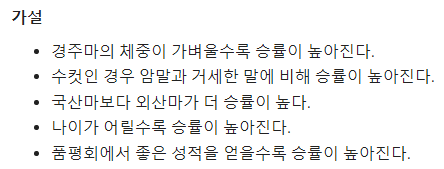 가설
경주마의 체중이 가벼울수록 승률이 높아진다.
수컷인 경우 암말과 거세한 말에 비해 승률이 높아진다.
국산마보다 외산마가 더 승률이 높다.
나이가 어릴수록 승률이 높아진다.
품평회에서 좋은 성적을 얻을수록 승률이 높아진다.